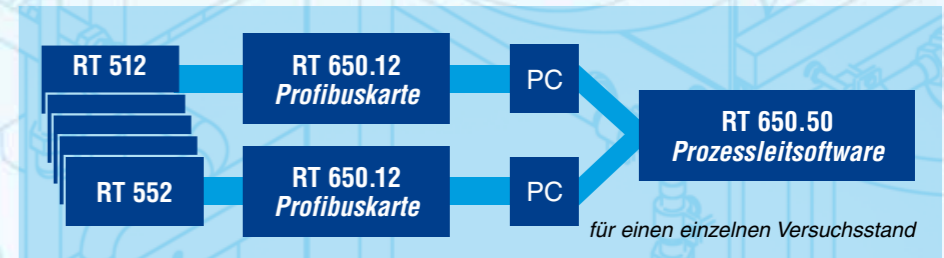 RT 512
RT 650.12
Profibuskarte
PC
RT 650.50
Prozessleitsoftware
RT 552
RT 650.12
Profibuskarte
PC
für einen einzelnen Versuchsstand